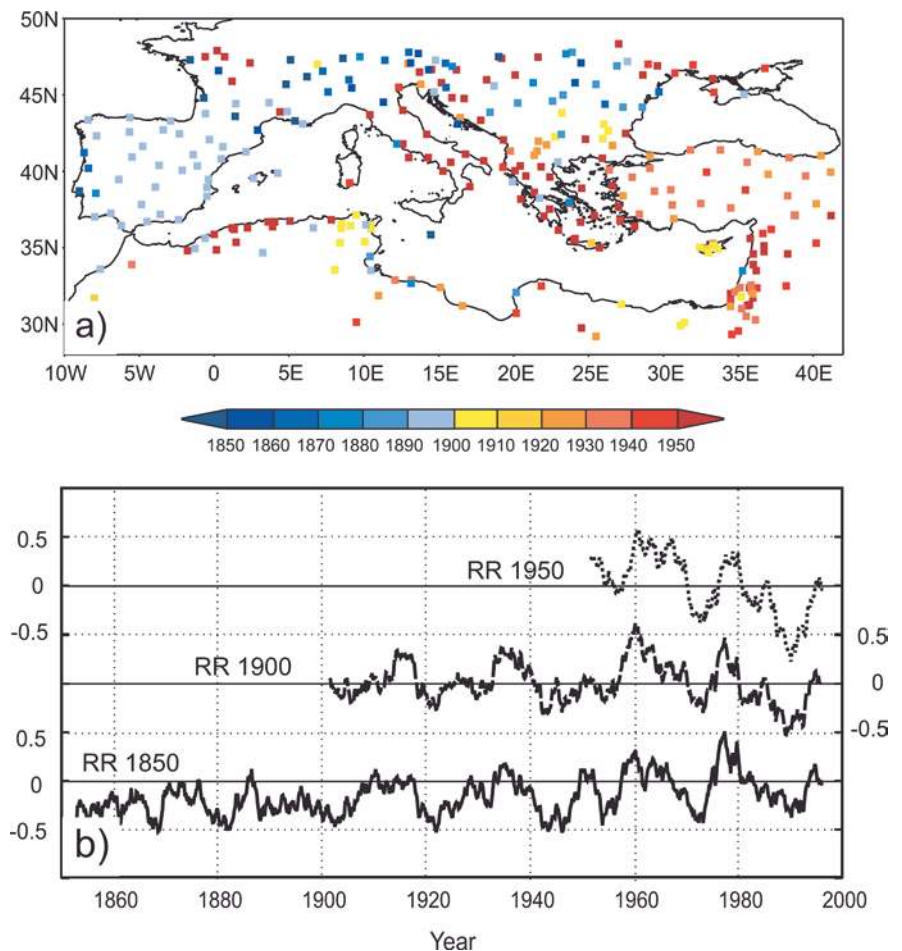 50N
45N
40N
35N
30N
a)
10W 5W 0 5E 10E 15E 20E 25E 30E 35E 40E
1850 1860 1870 1880 1890 1900 1910 1920 1930 1940 1950
0.5
0
-0.5
RR 1950
0.5
0
-0.5
RR 1900
0.5
0
-0.5
RR 1850
b)
1860 1880 1900 1920 1940 1960 1980 2000
Year